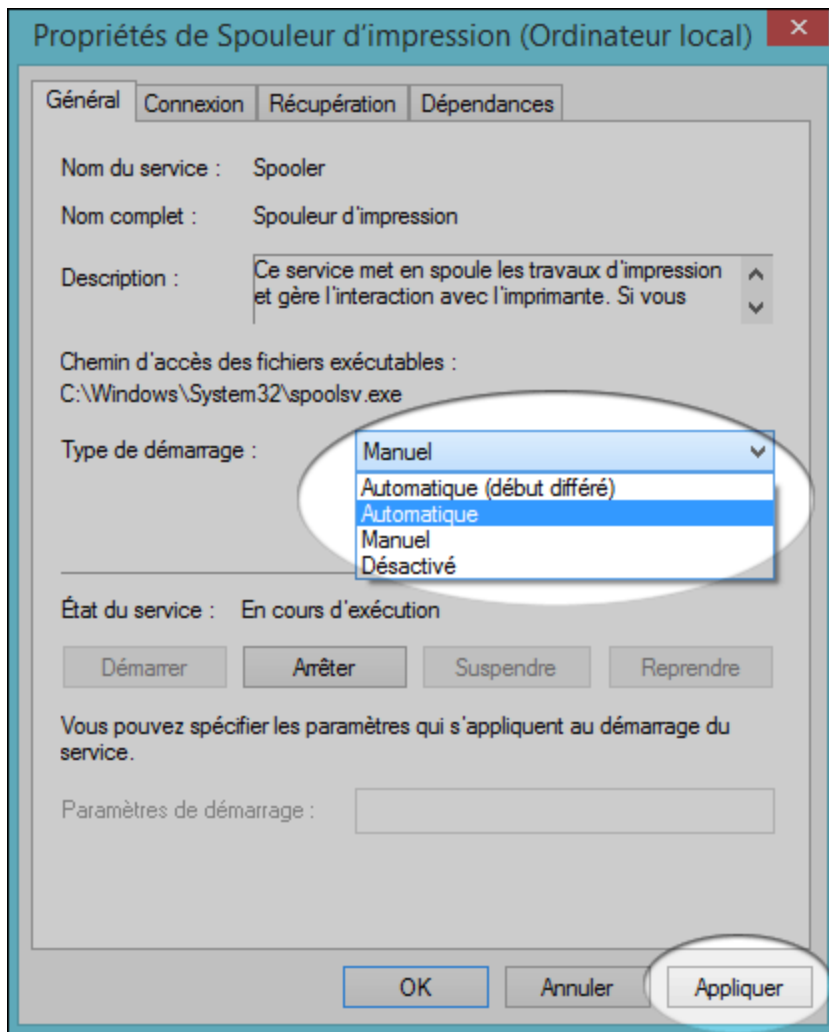 Propriétés de Spouleur d'impression (Ordinateur local)
Général Connexion Récupération Dépendances
Nom du service : Spooler
Nom complet : Spouleur d'impression
Description : Ce service met en spoule les travaux d'impression
et gère l'interaction avec l'imprimante. Si vous
Chemin d'accès des fichiers exécutables :
C:\Windows\System32\spoolsv.exe
Type de démarrage : Manuel
Automatique (début différé)
Automatique
Manuel
Désactivé
État du service : En cours d'exécution
Démarrer Arrêter Suspendre Reprendre
Vous pouvez spécifier les paramètres qui s'appliquent au démarrage du
service.
Paramètres de démarrage :
OK Annuler Appliquer